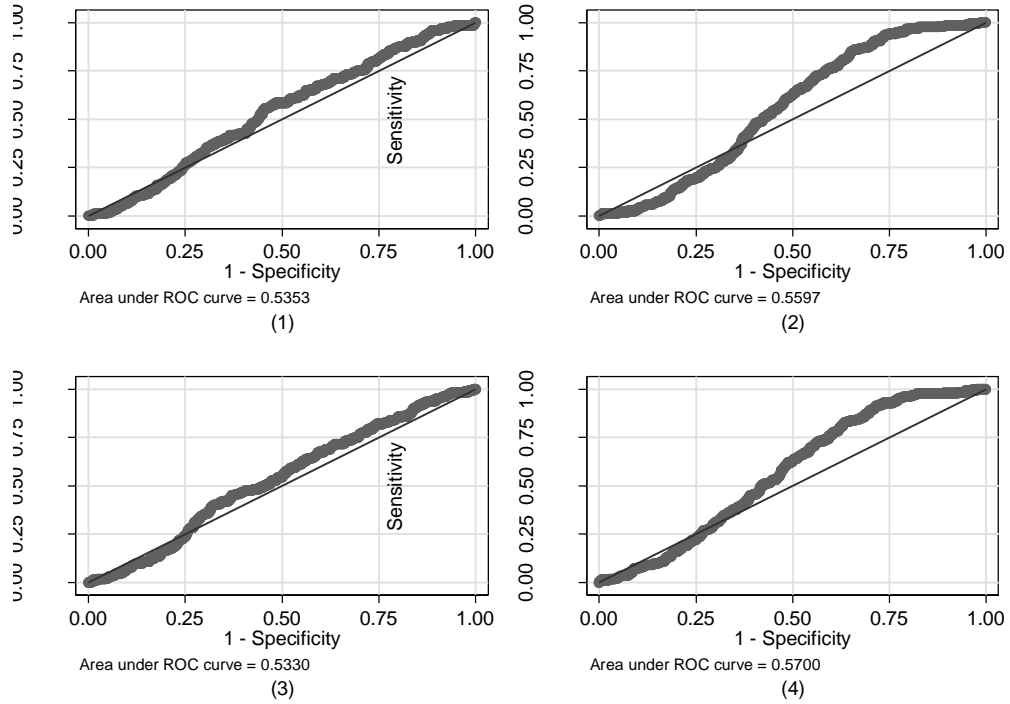 1.00
0.75
0.50
0.25
0.00
Sensitivity
0.00 0.25 0.50 0.75 1.00
1 - Specificity
Area under ROC curve = 0.5353
(1)
1.00
0.75
0.50
0.25
0.00
0.00 0.25 0.50 0.75 1.00
1 - Specificity
Area under ROC curve = 0.5597
(2)
1.00
0.75
0.50
0.25
0.00
Sensitivity
0.00 0.25 0.50 0.75 1.00
1 - Specificity
Area under ROC curve = 0.5330
(3)
1.00
0.75
0.50
0.25
0.00
0.00 0.25 0.50 0.75 1.00
1 - Specificity
Area under ROC curve = 0.5700
(4)